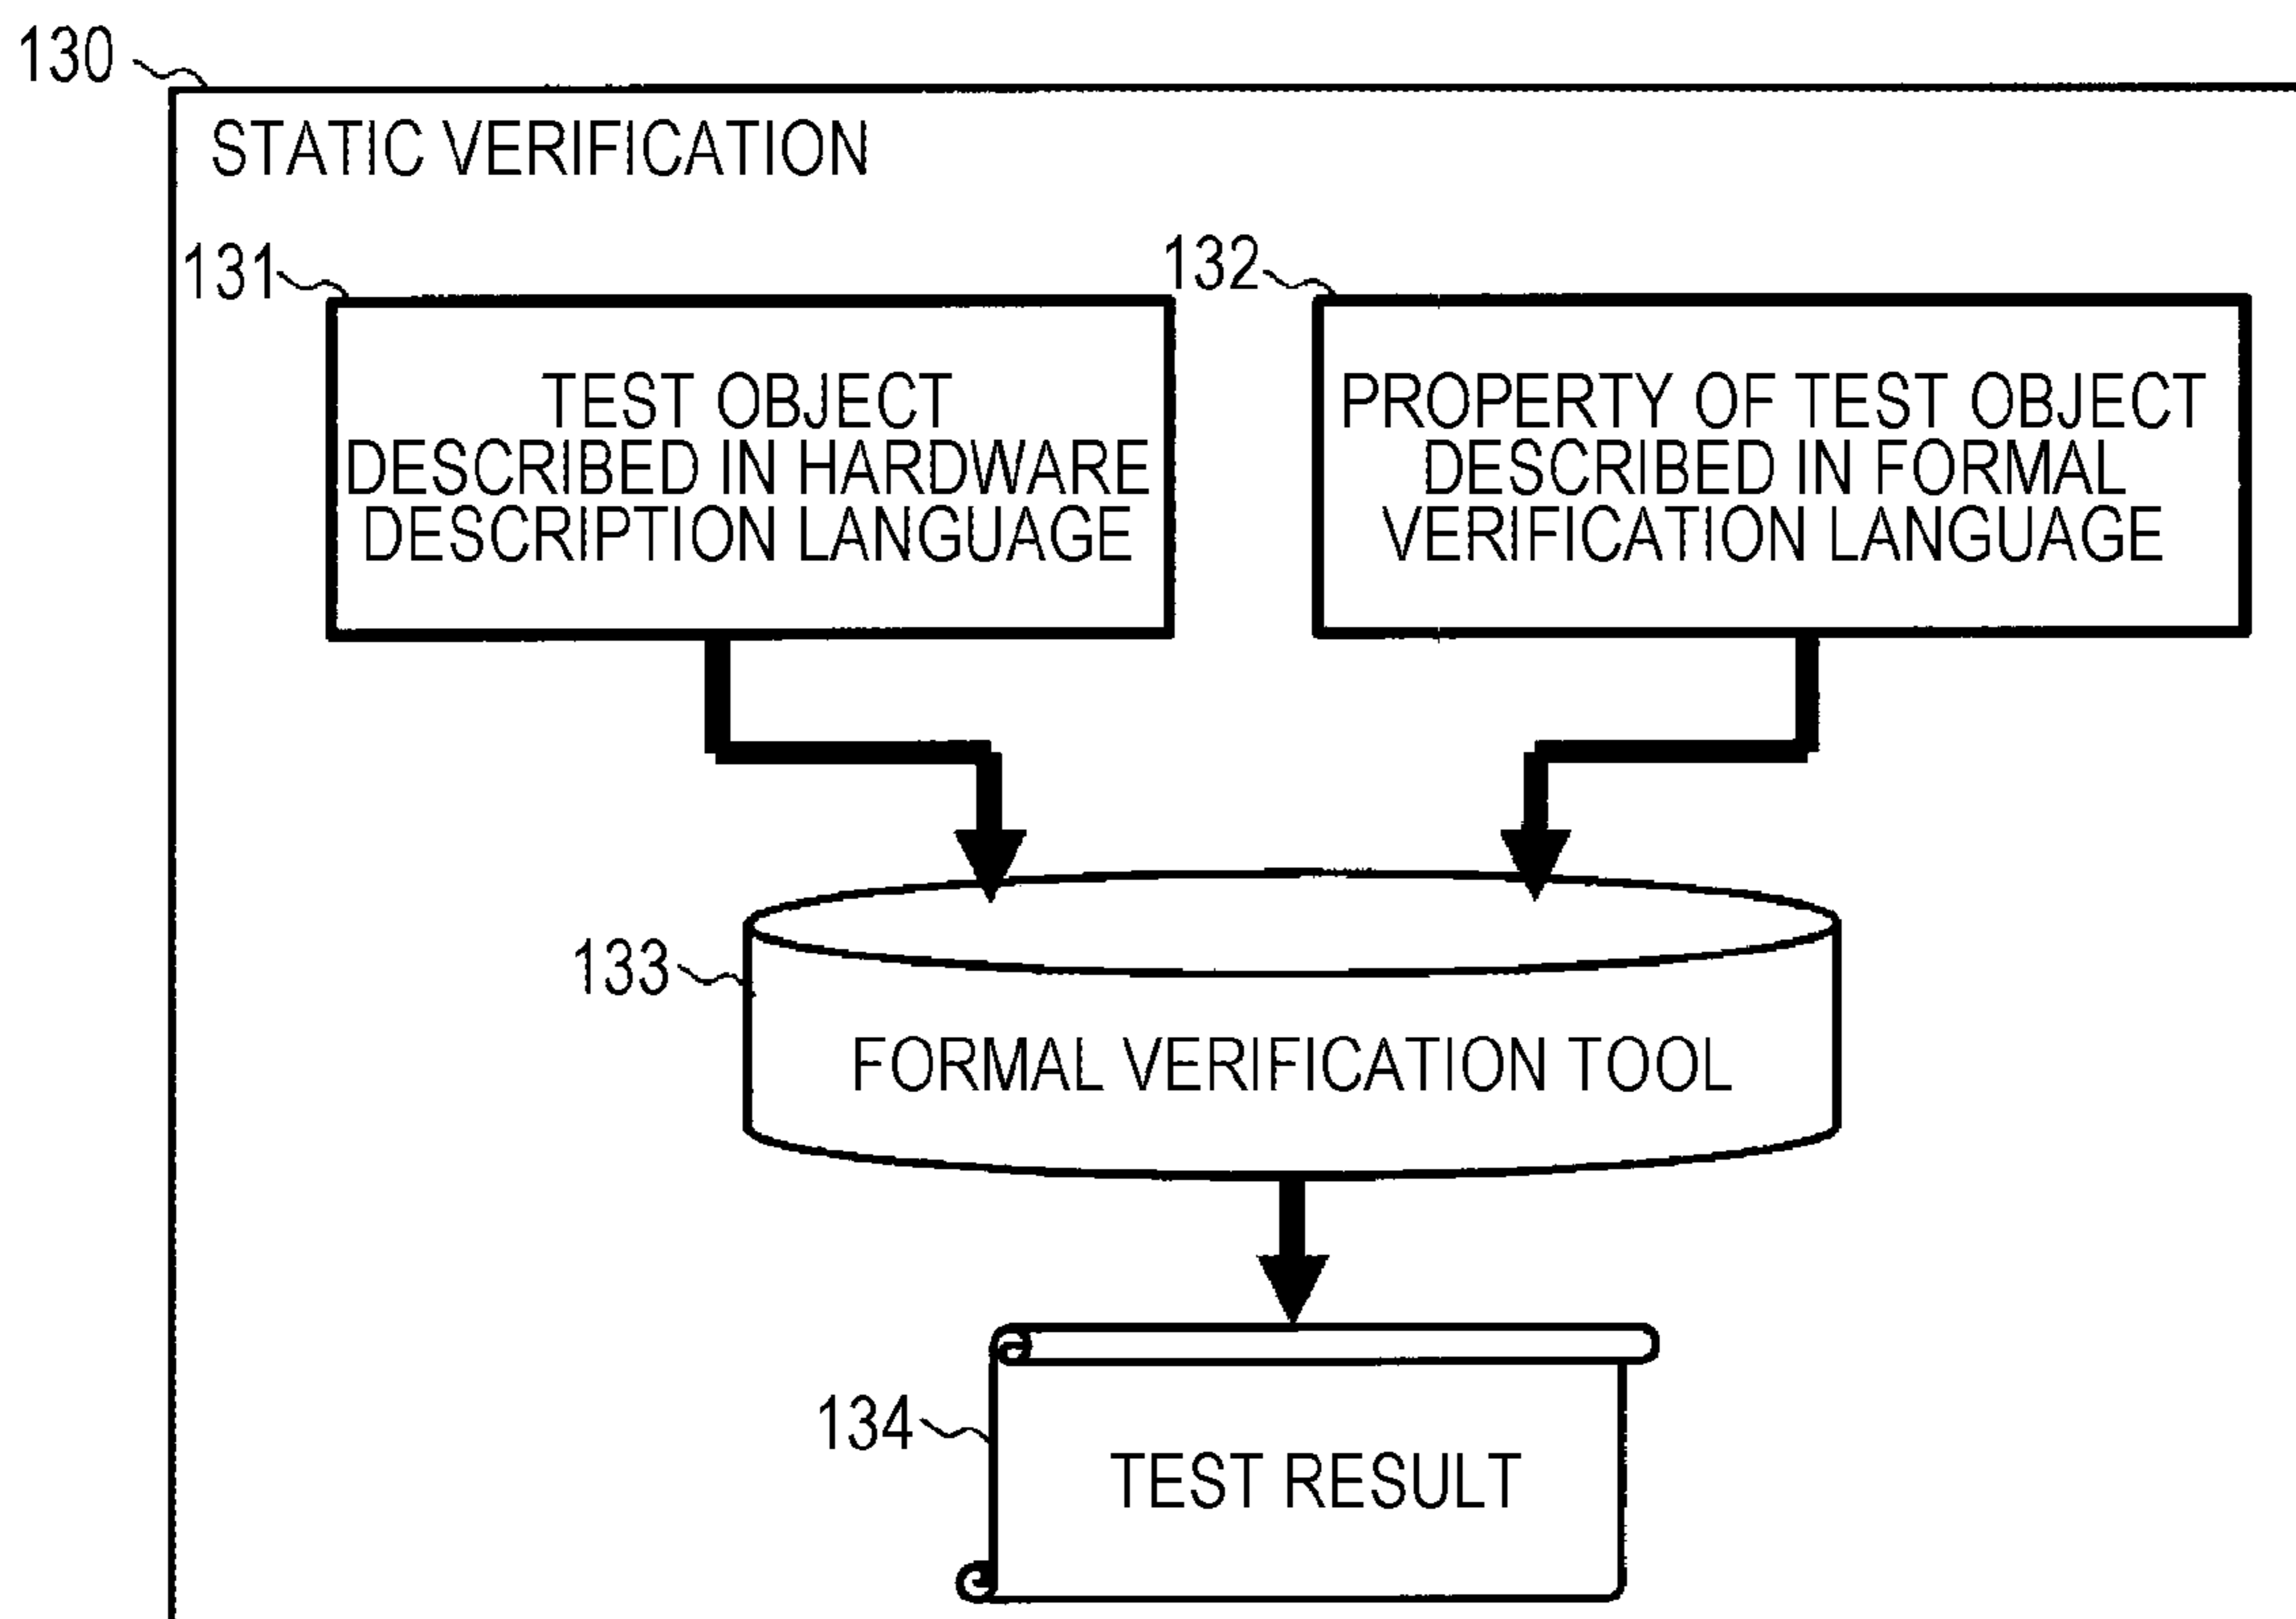 130
STATIC VERIFICATION
131
132
TEST OBJECT
DESCRIBED IN HARDWARE
DESCRIPTION LANGUAGE
PROPERTY OF TEST OBJECT
DESCRIBED IN FORMAL
VERIFICATION LANGUAGE
133
FORMAL VERIFICATION TOOL
134
TEST RESULT